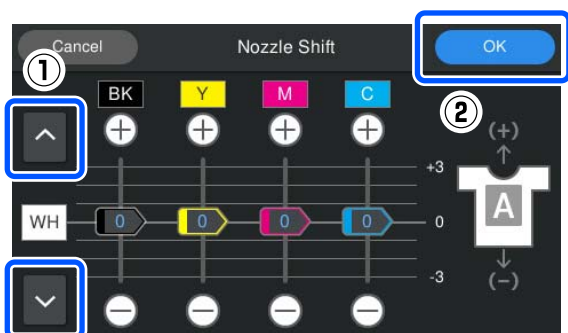 Cancel Nozzle Shift OK
① ②
BK Y M C
(+)
+3
WH 0 0 0 0 0
A
-3
(−)